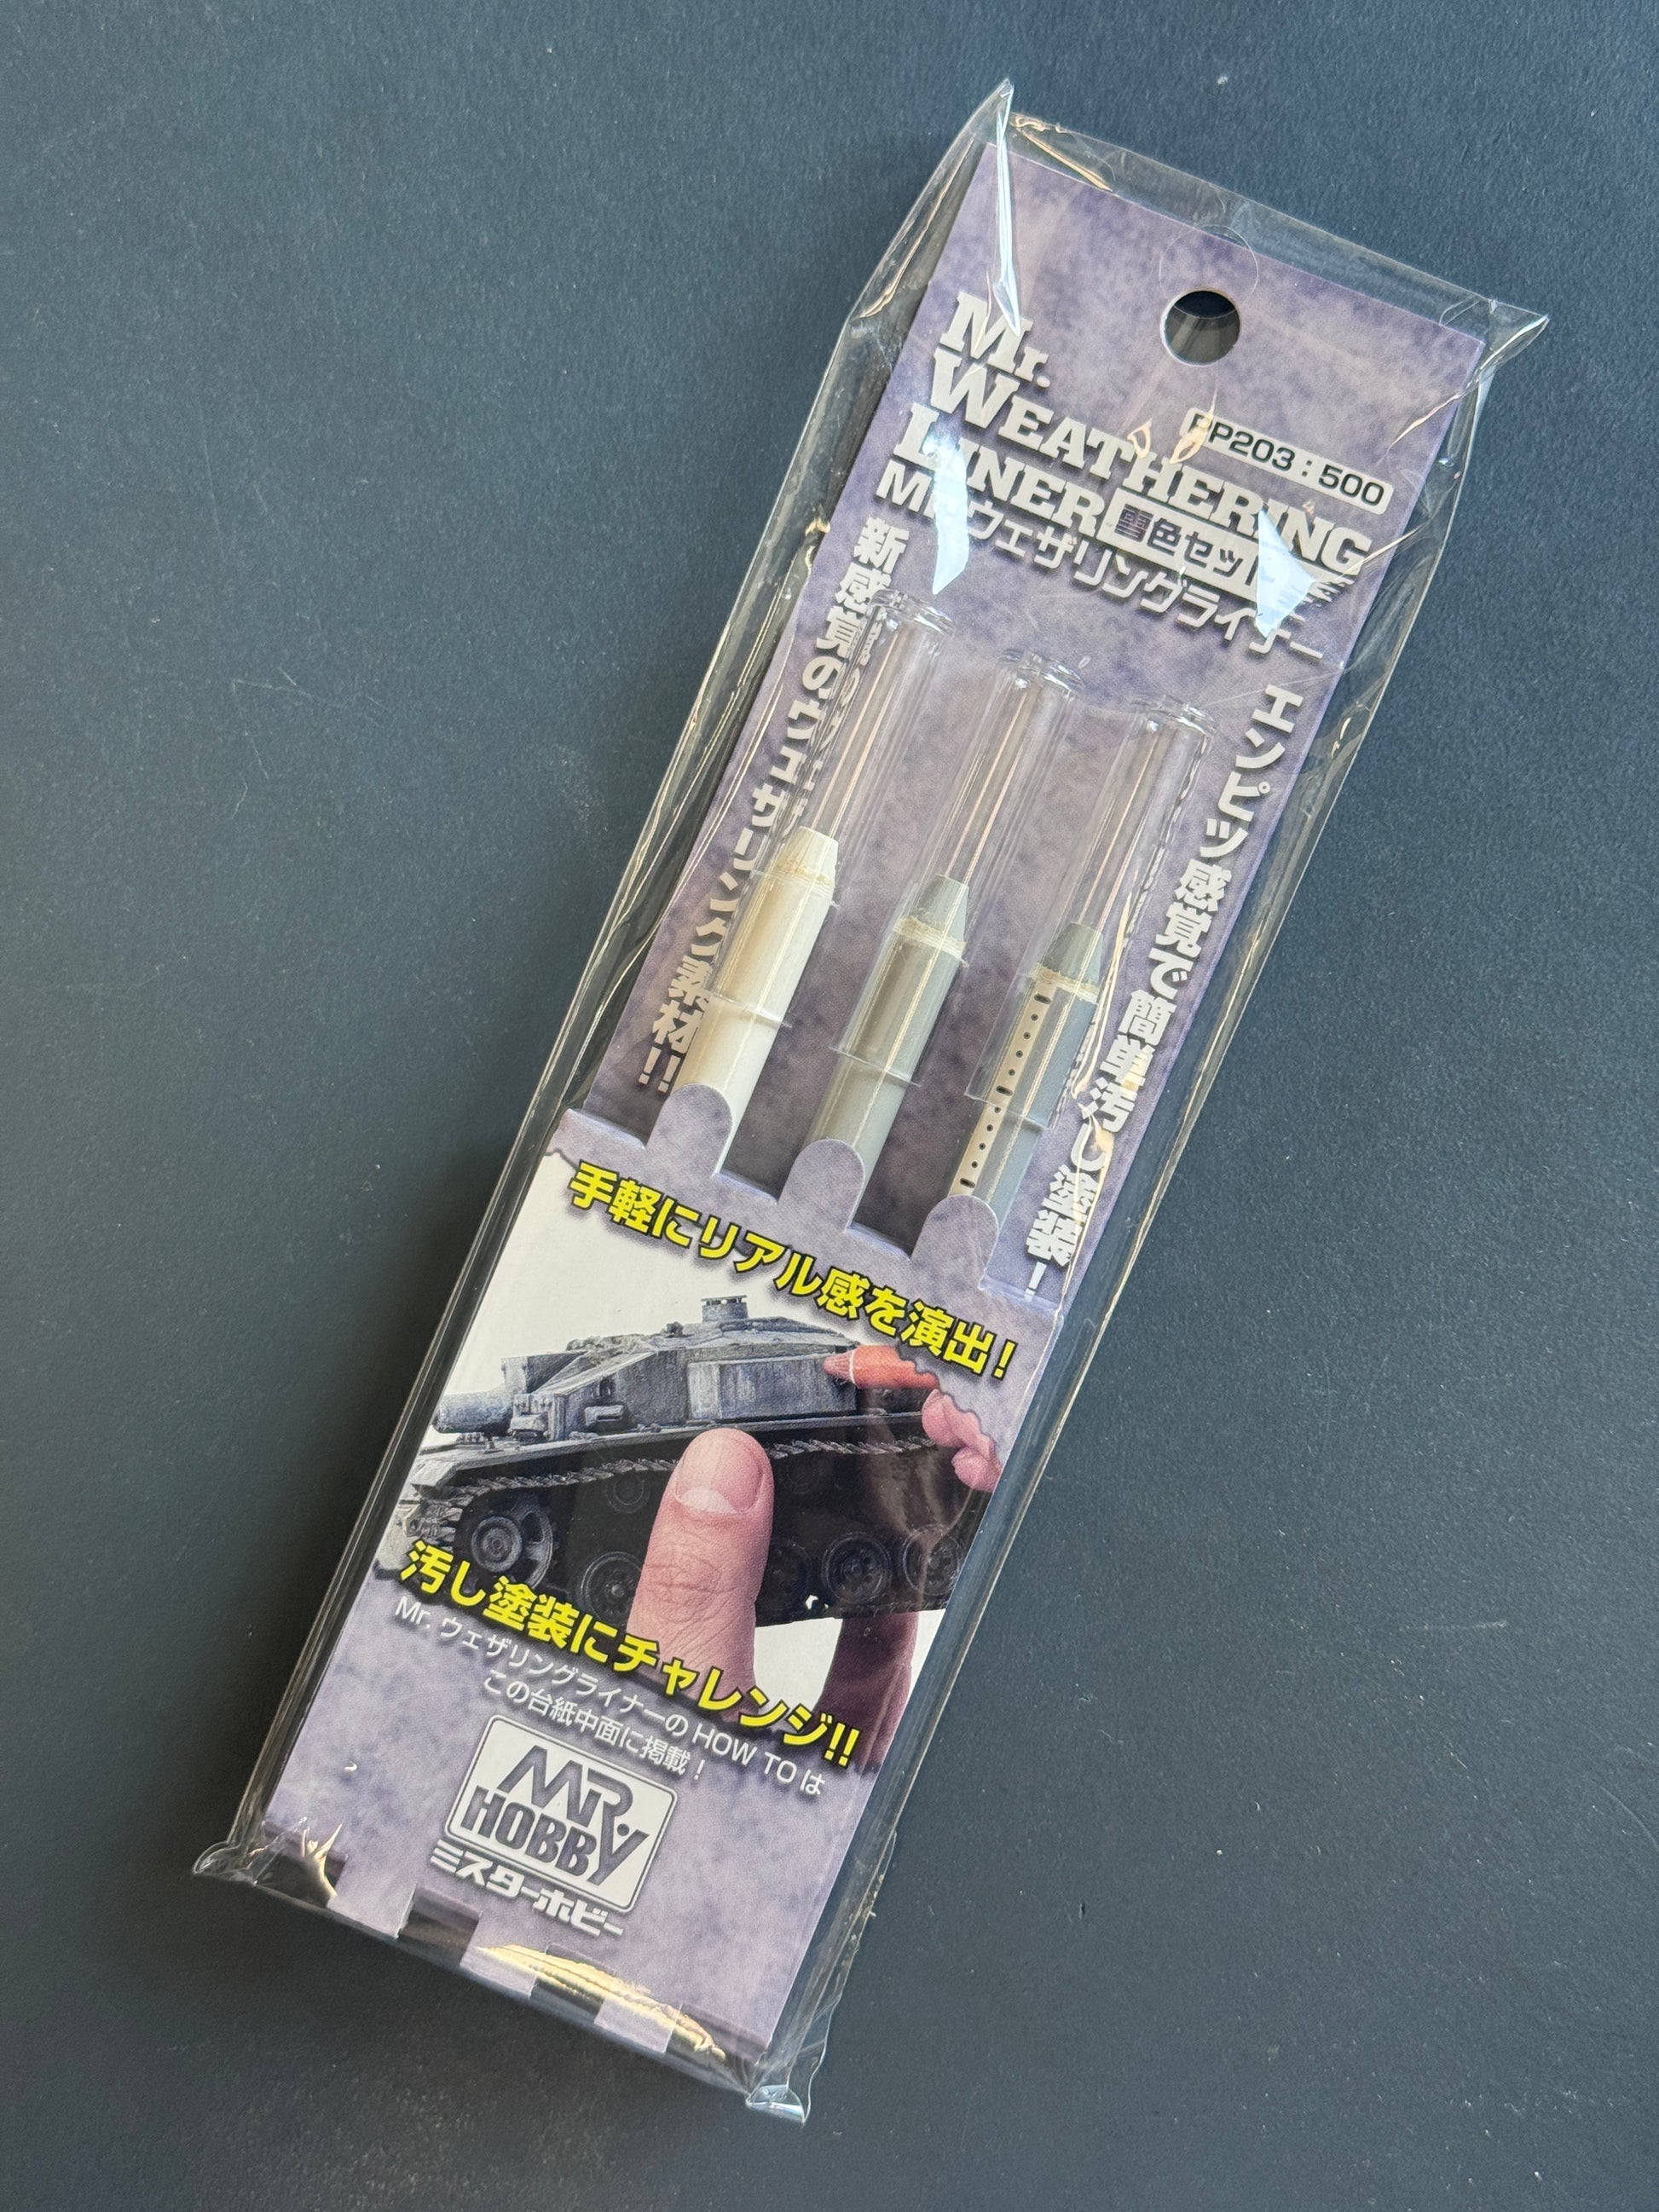 Mr.
WEATHERING
LINER 雪色セット
PP203 : 500
Mr.ウェザリングライナー
新感覚のウェザリング素材!!
エンピツ感覚で簡単汚し塗装!
手軽にリアル感を演出!
汚し塗装にチャレンジ!!
Mr. ウェザリングライナーの HOW TO は
この台紙中面に掲載!
MR.
HOBBY
ミスターホビー